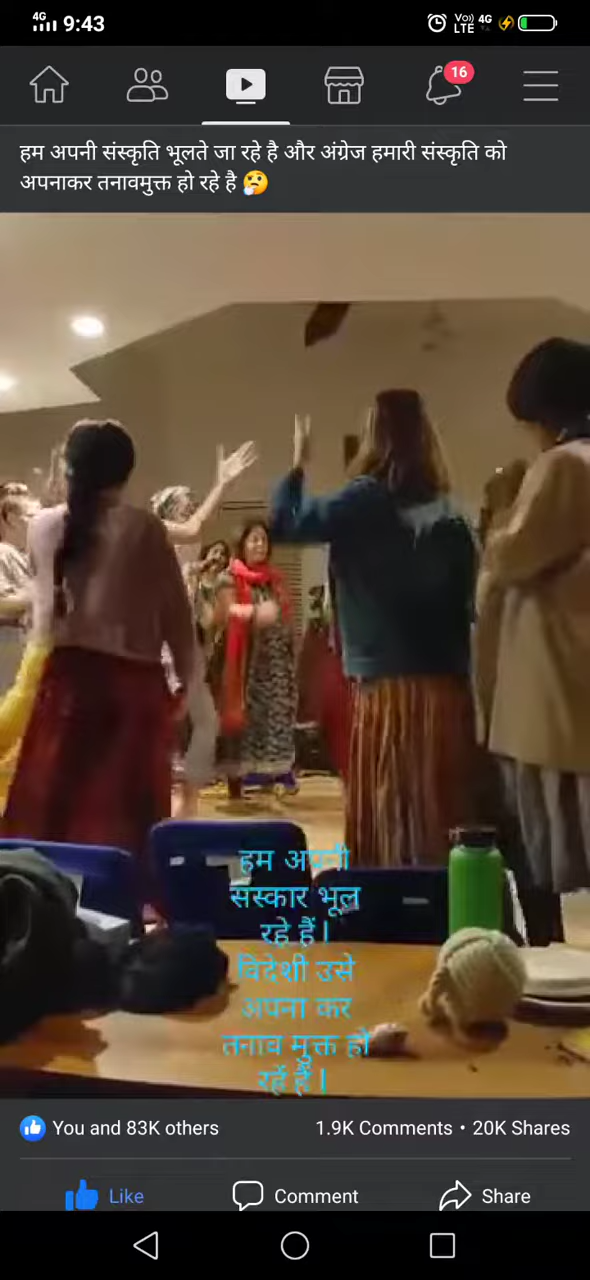 4G 9:43 Vo)) LTE 4G
16
हम अपनी संस्कृति भूलते जा रहे है और अंग्रेज हमारी संस्कृति को
अपनाकर तनावमुक्त हो रहे है
हम अपनी
संस्कार भूल
रहे हैं।
विदेशी उसे
अपना कर
तनाव मुक्त हो
रहें हैं।
You and 83K others 1.9K Comments • 20K Shares
Like Comment Share